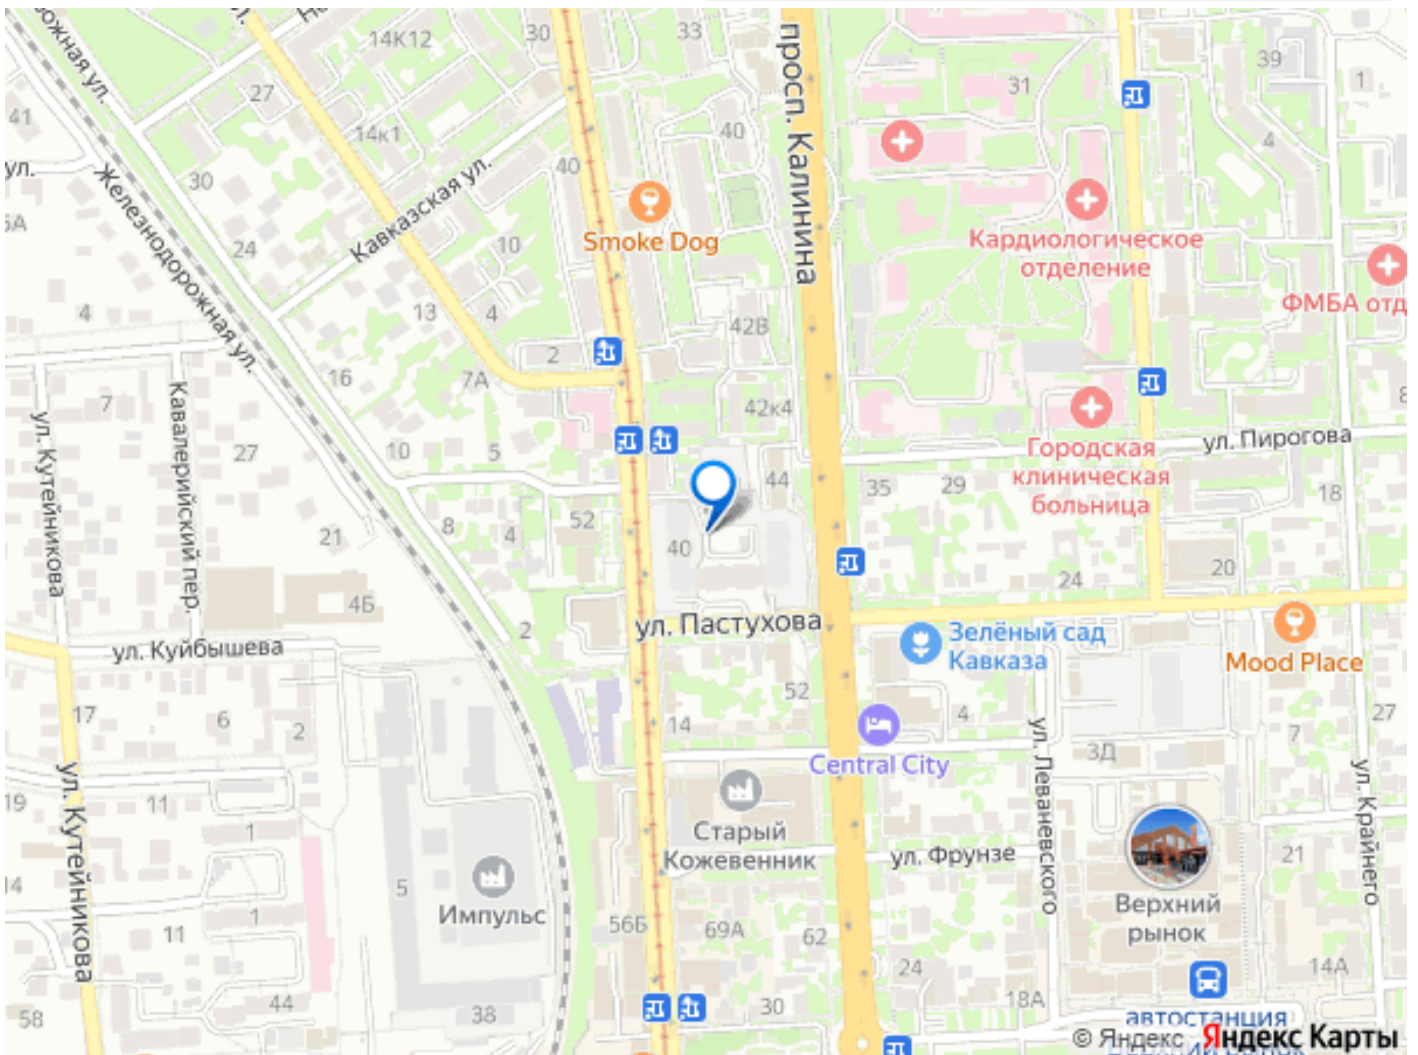 14К12
30
33
просп. Калинина
39
1
27
31
41
14к1
40
4
ул.
30
40
Кавказская ул.
Железнодорожная ул.
24
10
Smoke Dog
Кардиологическое
отделение
ФМБА отд
4
13
4
42В
2
16
7А
7
Кавалерийский пер.
ул. Кутейникова
42к4
10
5
27
44
Городская
клиническая
больница
ул. Пирогова
35
29
18
8
4
52
21
40
24
20
4Б
2
ул. Пастухова
Зелёный сад
Кавказа
Mood Place
ул. Куйбышева
52
17
6
2
14
4
7
27
Central City
3Д
ул. Леваневского
ул. Крайнего
19
11
1
ул. Кутейникова
Старый
Кожевенник
ул. Фрунзе
21
14
5
Импульс
Верхний
рынок
1
11
56Б
69А
62
24
14А
44
38
30
18А
58
автостанция
© Яндекс Яндекс Карты